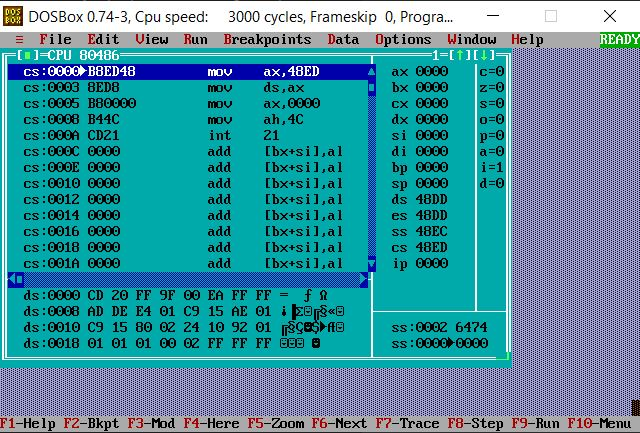 DOSBox 0.74-3, Cpu speed: 3000 cycles, Frameskip 0, Progra...
≡ File Edit View Run Breakpoints Data Options Window Help READY
[■]=CPU 80486 1=[↑][↓]
cs:0000►B8ED48 mov ax,48ED ax 0000 c=0
cs:0003 8ED8 mov ds,ax bx 0000 z=0
cs:0005 B80000 mov ax,0000 cx 0000 s=0
cs:0008 B44C mov ah,4C dx 0000 o=0
cs:000A CD21 int 21 si 0000 p=0
cs:000C 0000 add [bx+si],al di 0000 a=0
cs:000E 0000 add [bx+si],al bp 0000 i=1
cs:0010 0000 add [bx+si],al sp 0000 d=0
cs:0012 0000 add [bx+si],al ds 48DD
cs:0014 0000 add [bx+si],al es 48DD
cs:0016 0000 add [bx+si],al ss 48EC
cs:0018 0000 add [bx+si],al cs 48ED
cs:001A 0000 add [bx+si],al ip 0000
ds:0000 CD 20 FF 9F 00 EA FF FF = ƒ Ω
ds:0008 AD DE E4 01 C9 15 AE 01
ds:0010 C9 15 80 02 24 10 92 01 ss:0002 6474
ds:0018 01 01 01 00 02 FF FF FF ss:0000►0000
F1-Help F2-Bkpt F3-Mod F4-Here F5-Zoom F6-Next F7-Trace F8-Step F9-Run F10-Menu